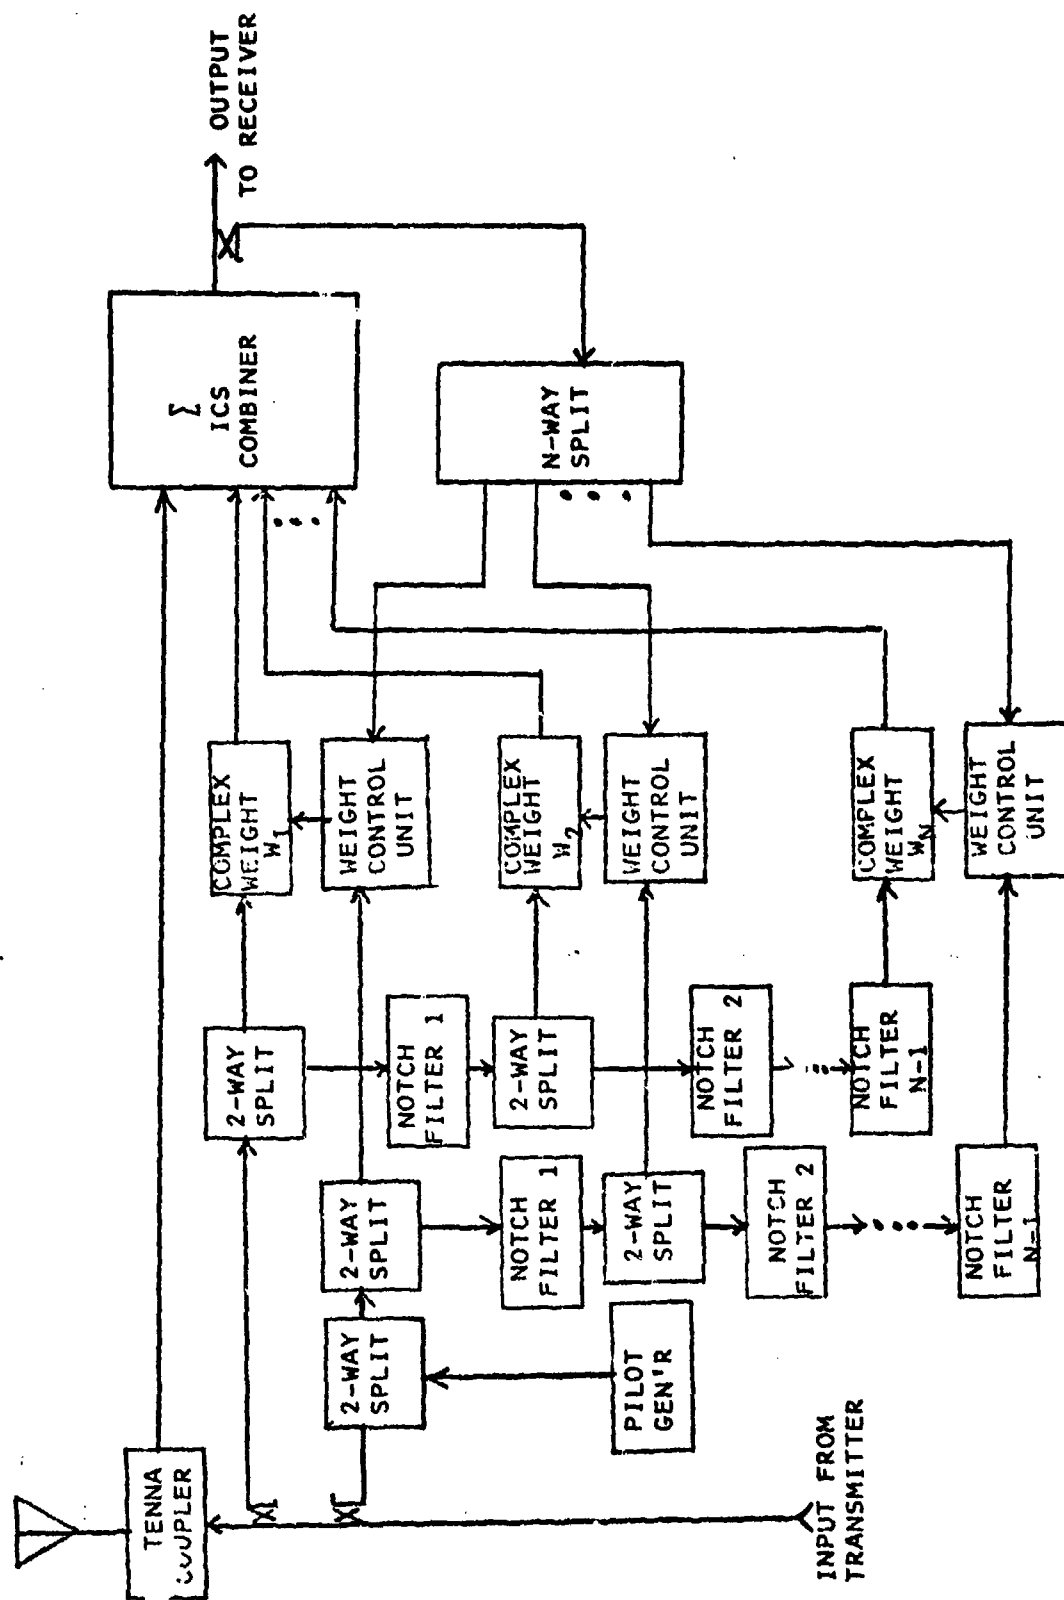 TENNA
COUPLER
INPUT FROM
TRANSMITTER
2-WAY
SPLIT
PILOT
GEN'R
2-WAY
SPLIT
2-WAY
SPLIT
NOTCH
FILTER 1
NOTCH
FILTER 1
2-WAY
SPLIT
2-WAY
SPLIT
NOTCH
FILTER 2
NOTCH
FILTER 2
NOTCH
FILTER
N-1
NOTCH
FILTER
N-1
COMPLEX
WEIGHT
W1
WEIGHT
CONTROL
UNIT
COMPLEX
WEIGHT
W2
WEIGHT
CONTROL
UNIT
COMPLEX
WEIGHT
WN
WEIGHT
CONTROL
UNIT
Σ
ICS
COMBINER
N-WAY
SPLIT
OUTPUT
TO RECEIVER